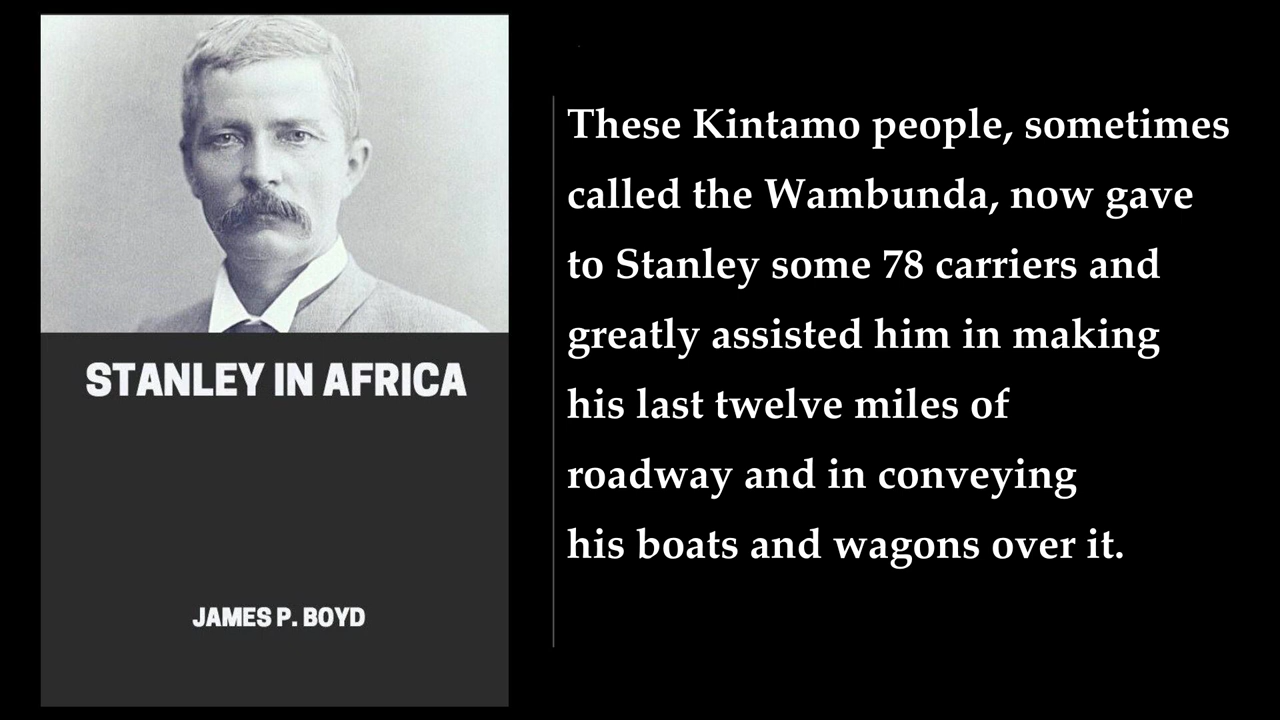 STANLEY IN AFRICA
JAMES P. BOYD
These Kintamo people, sometimes
called the Wambunda, now gave
to Stanley some 78 carriers and
greatly assisted him in making
his last twelve miles of
roadway and in conveying
his boats and wagons over it.